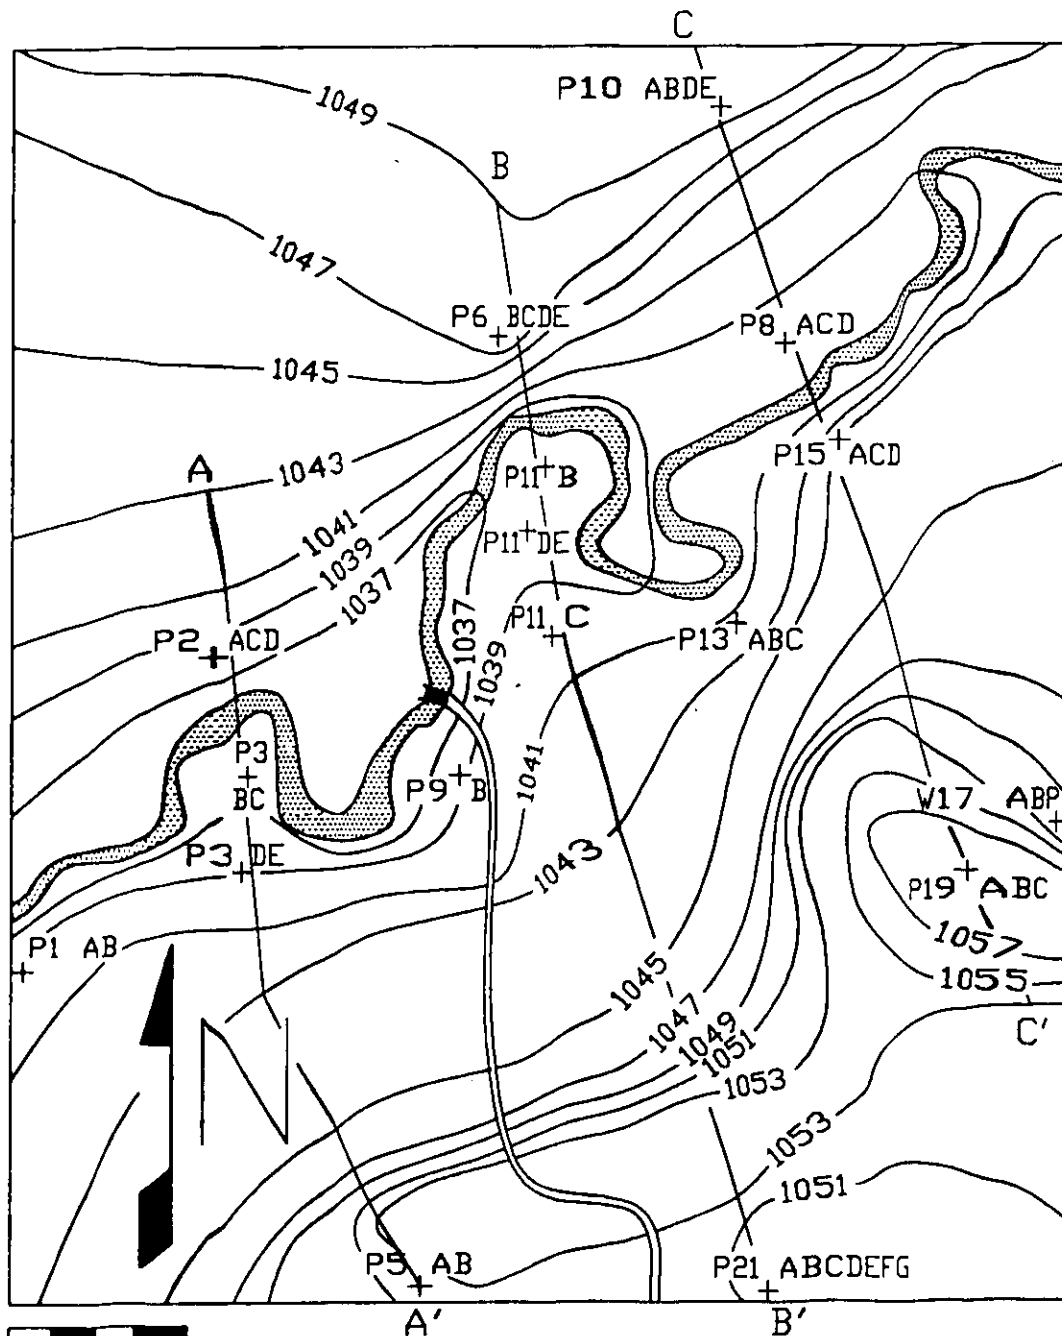 C
P10 ABDE
1049
B
1047
P6 BCDE
P8 ACD
1045
A
1043
P11 B
P15 ACD
1041
P11 DE
1039
1037
P11 C
P2 ACD
1037
P13 ABC
1039
P3
BC
P9 B
1041
W17 ABP
P3 DE
1043
P19 ABC
P1 AB
1057
1045
1055
1047
C'
N
1049
1051
1053
1053
1051
P5 AB
P21 ABCDEFG
A'
B'